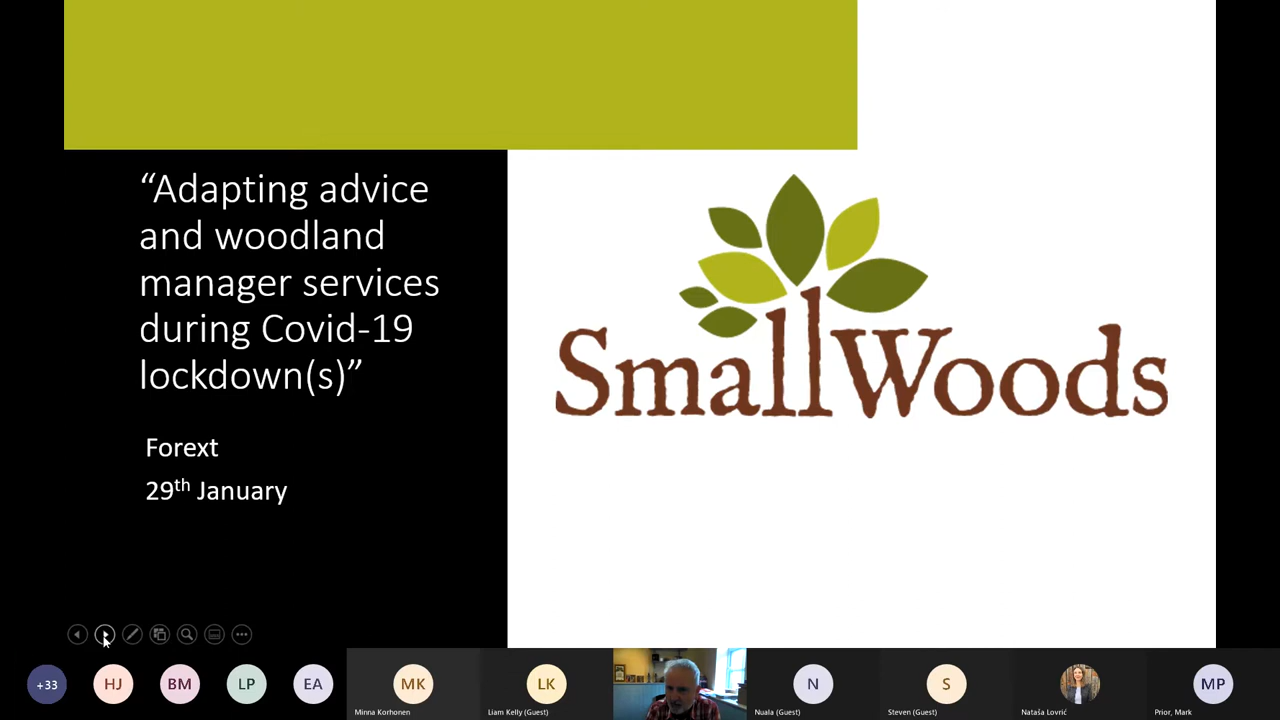 “Adapting advice
and woodland
manager services
during Covid-19
lockdown(s)”
Forext
29th January
SmallWoods
+33
HJ
BM
LP
EA
MK
Minna Korhonen
LK
Liam Kelly (Guest)
N
Nuala (Guest)
S
Steven (Guest)
Nataša Lovrić
MP
Prior, Mark